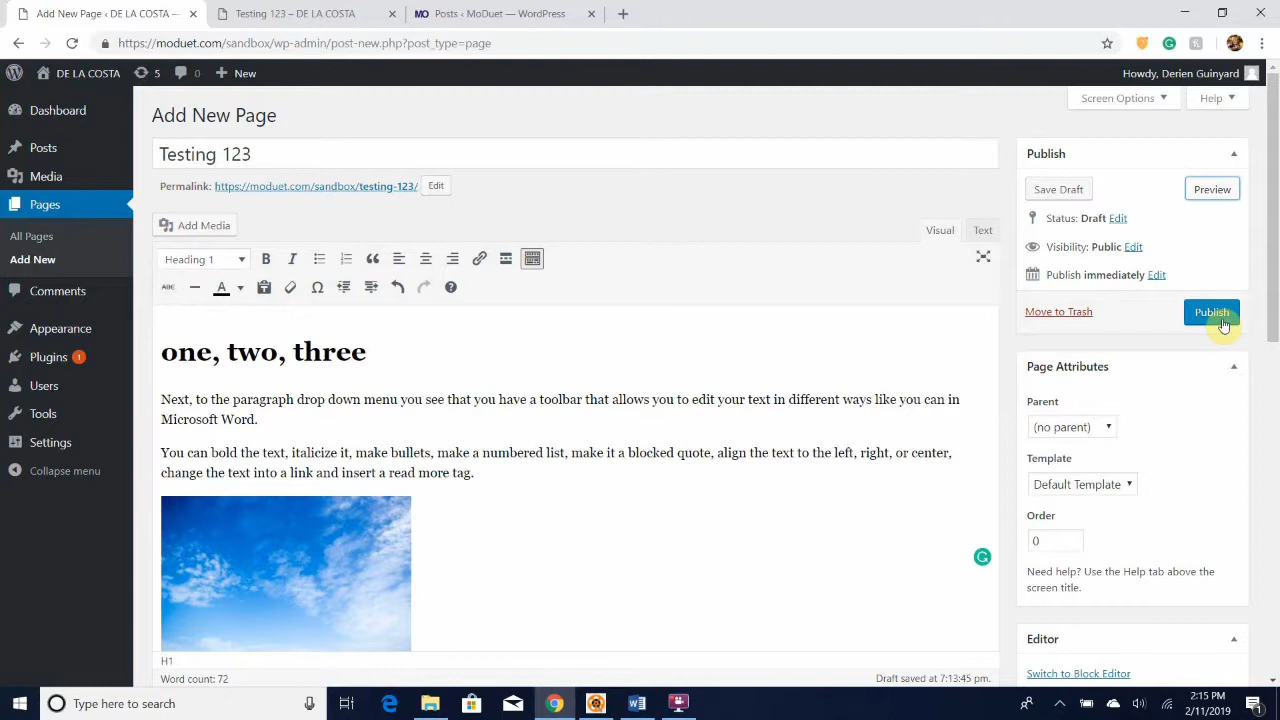 Add New Page ‹ DE LA COSTA — W
Testing 123 – DE LA COSTA
MO Posts ‹ MoDuet — WordPress
https://moduet.com/sandbox/wp-admin/post-new.php?post_type=page
DE LA COSTA 5 0 New
Howdy, Derien Guinyard
Dashboard
Posts
Media
Pages
All Pages
Add New
Comments
Appearance
Plugins 1
Users
Tools
Settings
Collapse menu
Screen Options
Help
Add New Page
Testing 123
Permalink: https://moduet.com/sandbox/testing-123/ Edit
Add Media
Visual Text
Heading 1
one, two, three
Next, to the paragraph drop down menu you see that you have a toolbar that allows you to edit your text in different ways like you can in
Microsoft Word.
You can bold the text, italicize it, make bullets, make a numbered list, make it a blocked quote, align the text to the left, right, or center,
change the text into a link and insert a read more tag.
H1
Word count: 72
Draft saved at 7:13:45 pm.
Publish
Save Draft
Preview
Status: Draft Edit
Visibility: Public Edit
Publish immediately Edit
Move to Trash
Publish
Page Attributes
Parent
(no parent)
Template
Default Template
Order
0
Need help? Use the Help tab above the
screen title.
Editor
Switch to Block Editor
Type here to search
2:15 PM
2/11/2019